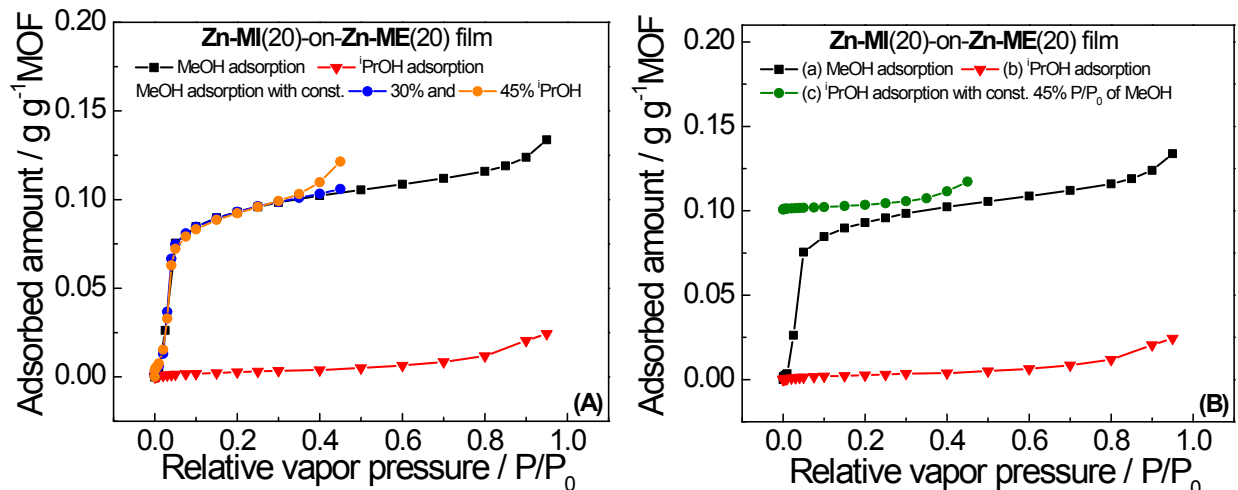 Zn-MI(20)-on-Zn-ME(20) film
MeOH adsorption iPrOH adsorption
MeOH adsorption with const. 30% and 45% iPrOH
0.20
0.15
0.10
0.05
0.00
Adsorbed amount / g g-1MOF
(A)
0.0 0.2 0.4 0.6 0.8 1.0
Relative vapor pressure / P/P0
Zn-MI(20)-on-Zn-ME(20) film
(a) MeOH adsorption (b) iPrOH adsorption
(c) iPrOH adsorption with const. 45% P/P0 of MeOH
0.20
0.15
0.10
0.05
0.00
Adsorbed amount / g g-1MOF
(B)
0.0 0.2 0.4 0.6 0.8 1.0
Relative vapor pressure / P/P0